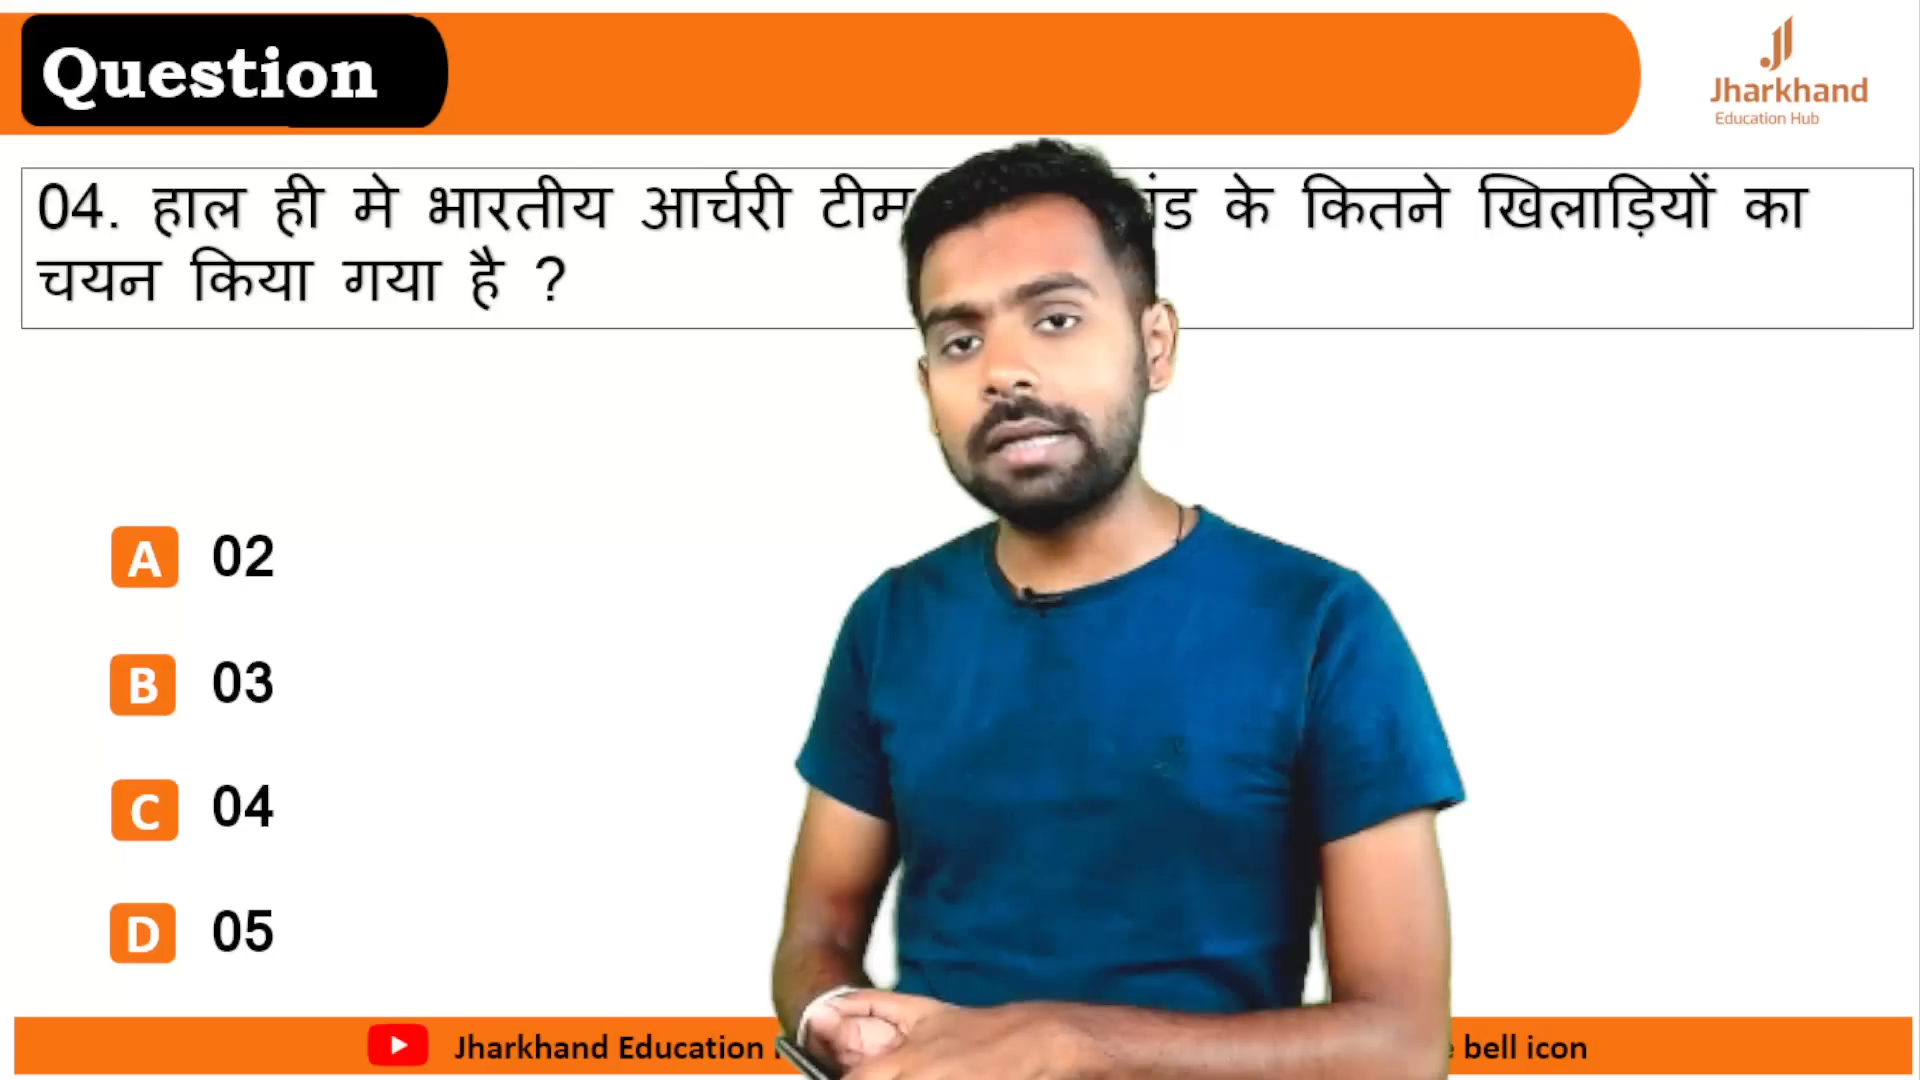 Question
Jharkhand
Education Hub
04. हाल ही मे भारतीय आर्चरी टीम के कितने खिलाड़ियों का
चयन किया गया है ?
A 02
B 03
C 04
D 05
Jharkhand Education bell icon